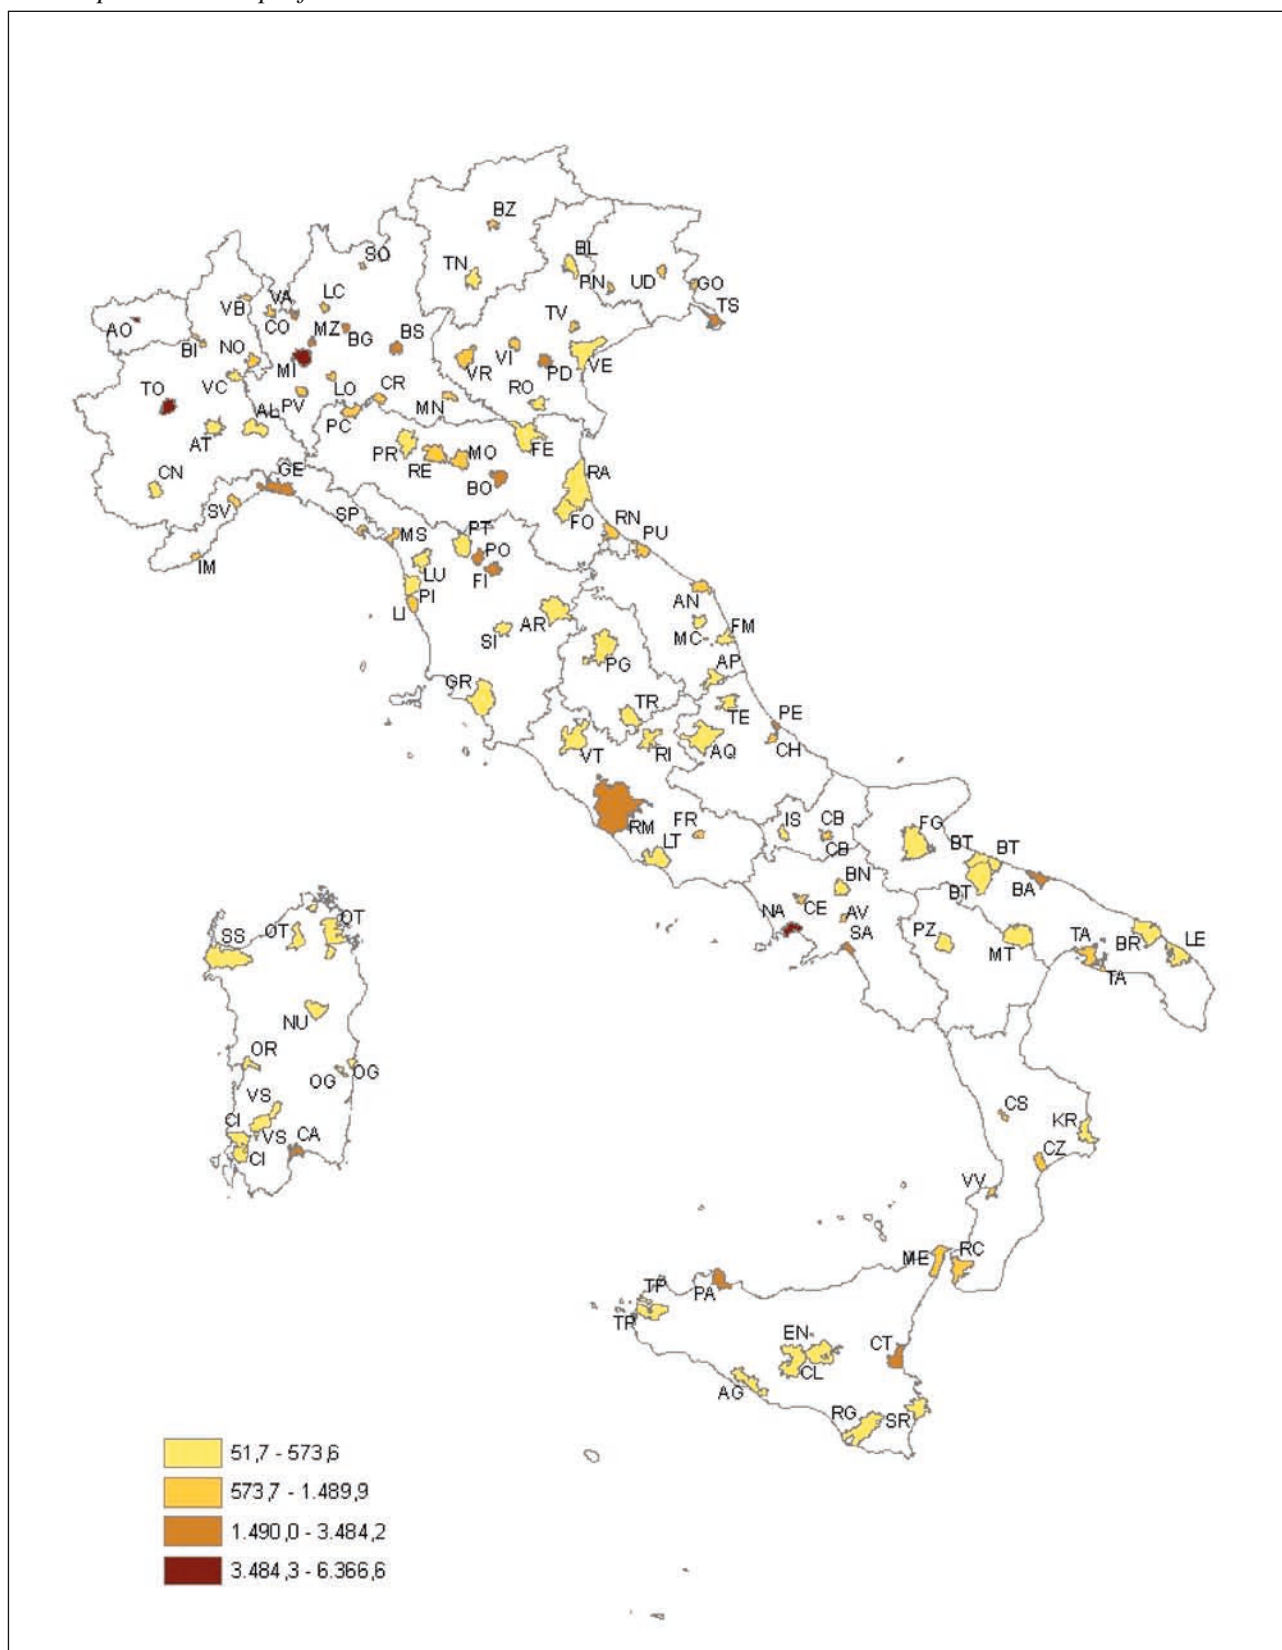 BZ
SO
TN
BL
PN
UD
GO
TS
VB
VA
LC
CO
MZ
BG
BS
TV
AO
BI
NO
MI
VR
VI
PD
VE
TO
VC
LO
CR
RO
AL
PV
PC
MN
AT
PR
RE
MO
FE
CN
GE
BO
RA
SV
SP
MS
PT
PO
FO
RN
PU
IM
LU
FI
PI
LI
AN
AR
SI
MC
FM
PG
AP
GR
TR
TE
PE
VT
RI
AQ
CH
RM
FR
LT
IS
CB
CB
FG
BT
BT
BN
BT
BA
NA
CE
AV
SA
PZ
MT
TA
BR
LE
TA
SS
OT
OT
NU
OR
OG
OG
VS
CI
VS
CA
CI
CS
KR
CZ
VV
ME
RC
TP
PA
TP
EN
CT
CL
AG
RG
SR
51,7 - 573,6
573,7 - 1.489,9
1.490,0 - 3.484,2
3.484,3 - 6.366,6